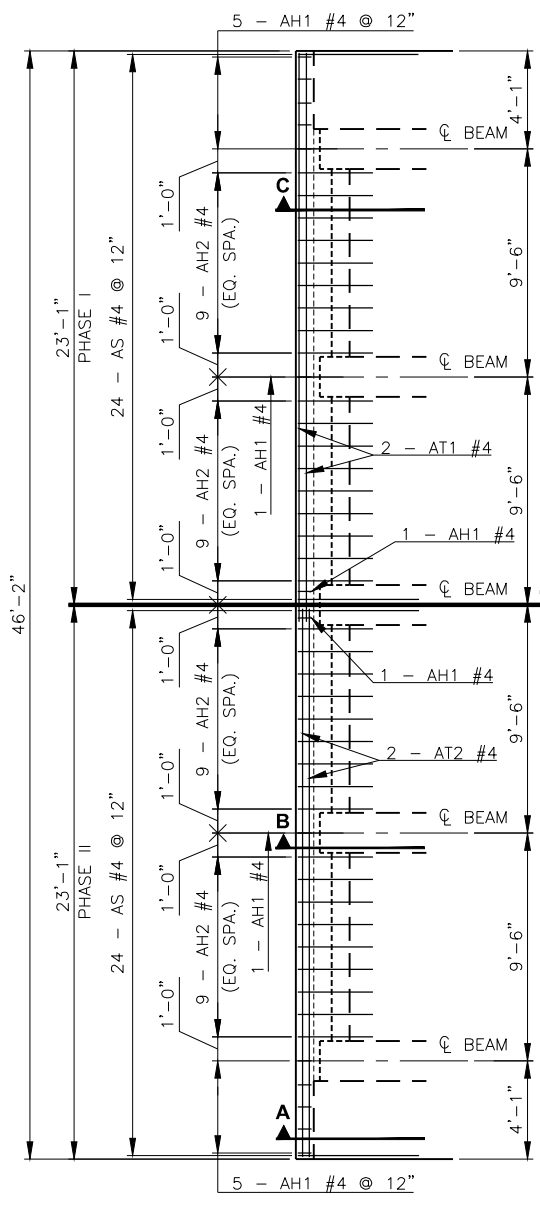 5 - AH1 #4 @ 12"
4'-1"
℄ BEAM
C
1'-0"
9 - AH2 #4
(EQ. SPA.)
9'-6"
23'-1"
PHASE I
24 - AS #4 @ 12"
1'-0"
℄ BEAM
1'-0"
9 - AH2 #4
(EQ. SPA.)
1 - AH1 #4
2 - AT1 #4
9'-6"
1 - AH1 #4
1'-0"
℄ BEAM
46'-2"
1'-0"
1 - AH1 #4
9 - AH2 #4
(EQ. SPA.)
9'-6"
2 - AT2 #4
1'-0"
℄ BEAM
B
23'-1"
PHASE II
24 - AS #4 @ 12"
1'-0"
9 - AH2 #4
(EQ. SPA.)
1 - AH1 #4
9'-6"
1'-0"
℄ BEAM
A
4'-1"
5 - AH1 #4 @ 12"